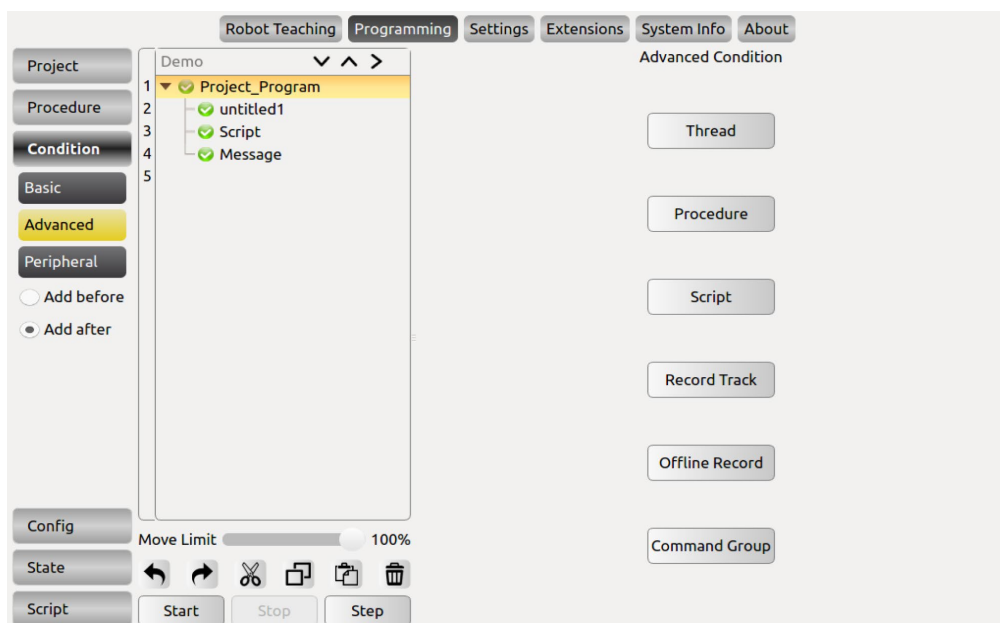 Robot Teaching Programming Settings Extensions System Info About
Project
Procedure
Condition
Basic
Advanced
Peripheral
Add before
Add after
Config
State
Script
Demo
1 Project_Program
2 untitled1
3 Script
4 Message
5
Move Limit 100%
Start Stop Step
Advanced Condition
Thread
Procedure
Script
Record Track
Offline Record
Command Group